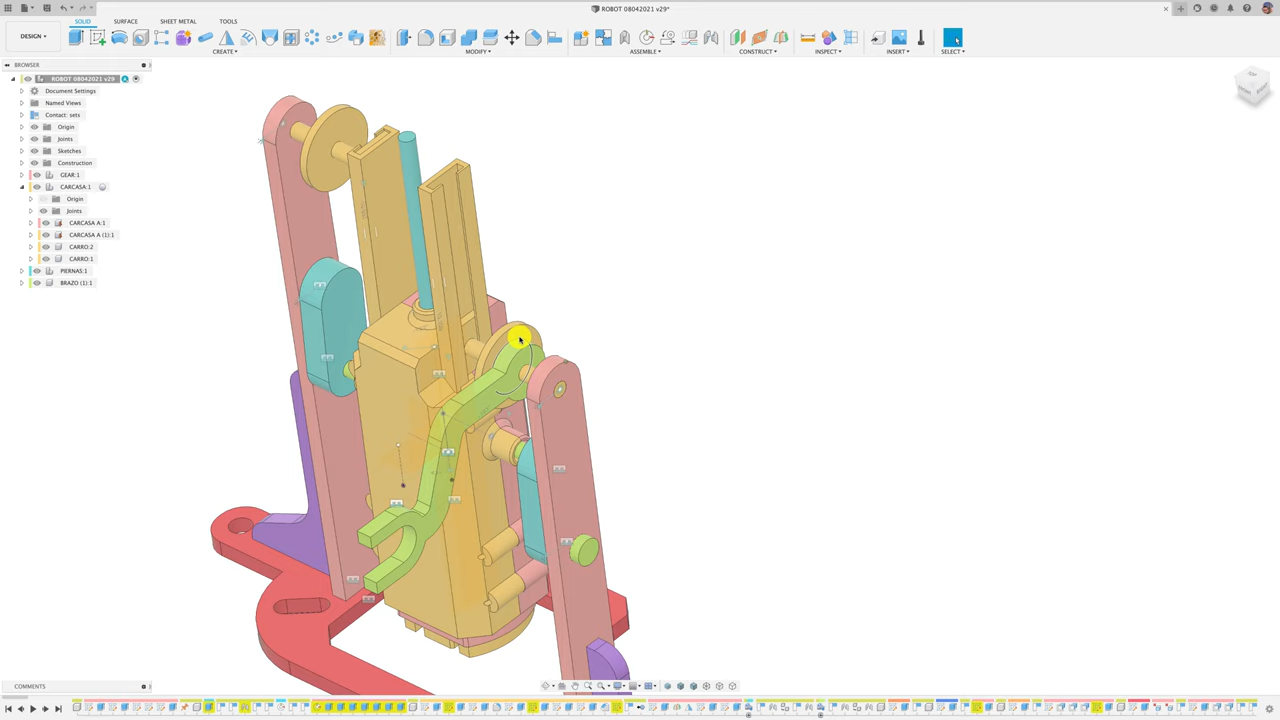 ROBOT 08042021 v29*
DESIGN
SOLID
SURFACE
SHEET METAL
TOOLS
CREATE
MODIFY
ASSEMBLE
CONSTRUCT
INSPECT
INSERT
SELECT
BROWSER
ROBOT 08042021 v29
Document Settings
Named Views
Contact: sets
Origin
Joints
Sketches
Construction
GEAR:1
CARCASA:1
Origin
Joints
CARCASA A:1
CARCASA A (1):1
CARRO:2
CARRO:1
PIERNAS:1
BRAZO (1):1
COMMENTS